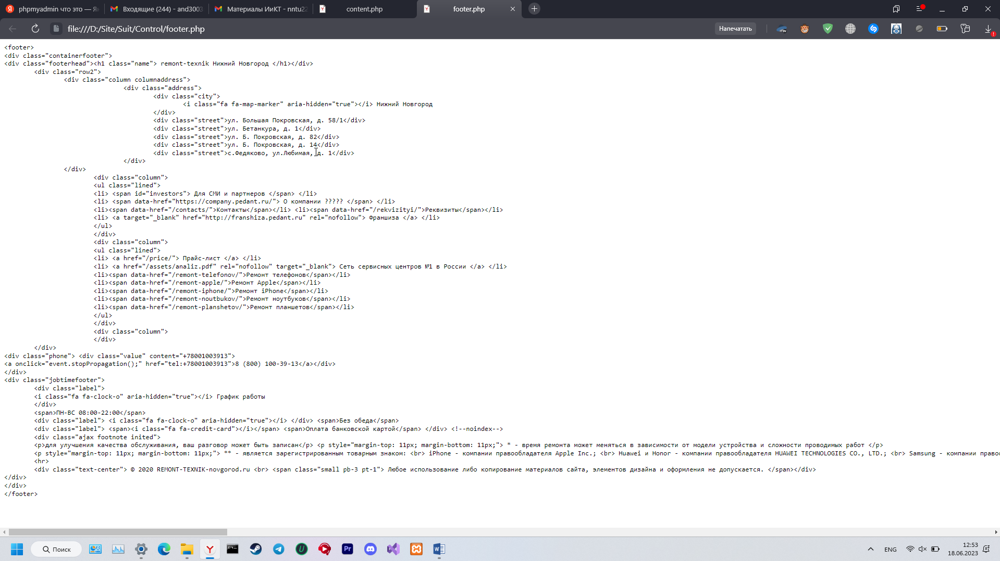 phpmyadmin что это — Ян
Входящие (244) - and3003
Материалы ИиКТ - nntu22
content.php
footer.php
file:///D:/Site/Suit/Control/footer.php
Напечатать
<footer>
<div class="containerfooter">
<div class="footerhead"><h1 class="name"> remont-texnik Нижний Новгород </h1></div>
<div class="row2">
<div class="column columnaddress">
<div class="address">
<div class="city">
<i class="fa fa-map-marker" aria-hidden="true"></i> Нижний Новгород
</div>
<div class="street">ул. Большая Покровская, д. 58/1</div>
<div class="street">ул. Бетанкура, д. 1</div>
<div class="street">ул. Б. Покровская, д. 82</div>
<div class="street">ул. Б. Покровская, д. 14</div>
<div class="street">с.Федяково, ул.Любимая, д. 1</div>
</div>
</div>
<div class="column">
<ul class="lined">
<li> <span id="investors"> Для СМИ и партнеров </span> </li>
<li> <span data-href="https://company.pedant.ru/"> О компании ????? </span> </li>
<li><span data-href="/contacts/">Контакты</span></li> <li><span data-href="/rekvizityi/">Реквизиты</span></li>
<li> <a target="_blank" href="http://franshiza.pedant.ru" rel="nofollow"> Франшиза </a> </li>
</ul>
</div>
<div class="column">
<ul class="lined">
<li> <a href="/price/"> Прайс-лист </a> </li>
<li> <a href="/assets/analiz.pdf" rel="nofollow" target="_blank"> Сеть сервисных центров №1 в России </a> </li>
<li><span data-href="/remont-telefonov/">Ремонт телефонов</span></li>
<li><span data-href="/remont-apple/">Ремонт Apple</span></li>
<li><span data-href="/remont-iphone/">Ремонт iPhone</span></li>
<li><span data-href="/remont-noutbukov/">Ремонт ноутбуков</span></li>
<li><span data-href="/remont-planshetov/">Ремонт планшетов</span></li>
</ul>
</div>
<div class="column">
</div>
</div>
<div class="phone"> <div class="value" content="+78001003913">
<a onclick="event.stopPropagation();" href="tel:+78001003913">8 (800) 100-39-13</a></div>
</div>
<div class="jobtimefooter">
<div class="label">
<i class="fa fa-clock-o" aria-hidden="true"></i> График работы
</div>
<span>ПН-ВС 08:00-22:00</span>
<div class="label"> <i class="fa fa-clock-o" aria-hidden="true"></i> </div> <span>Без обеда</span>
<div class="label"> <span><i class="fa fa-credit-card"></i></span> <span>Оплата банковской картой</span> </div> <!--noindex-->
<div class="ajax footnote inited">
<p>для улучшения качества обслуживания, ваш разговор может быть записан</p> <p style="margin-top: 11px; margin-bottom: 11px;"> * - время ремонта может меняться в зависимости от модели устройства и сложности проводимых работ </p>
<p style="margin-top: 11px; margin-bottom: 11px;"> ** - является зарегистрированным товарным знаком: <br> iPhone - компании правообладателя Apple Inc.; <br> Huawei и Honor - компании правообладателя HUAWEI TECHNOLOGIES CO., LTD.; <br> Samsung - компании право
<hr>
<div class="text-center"> © 2020 REMONT-TEXNIK-novgorod.ru <br> <span class="small pb-3 pt-1"> Любое использование либо копирование материалов сайта, элементов дизайна и оформления не допускается. </span></div>
</div>
</div>
</footer>
Поиск
ENG
12:53
18.06.2023